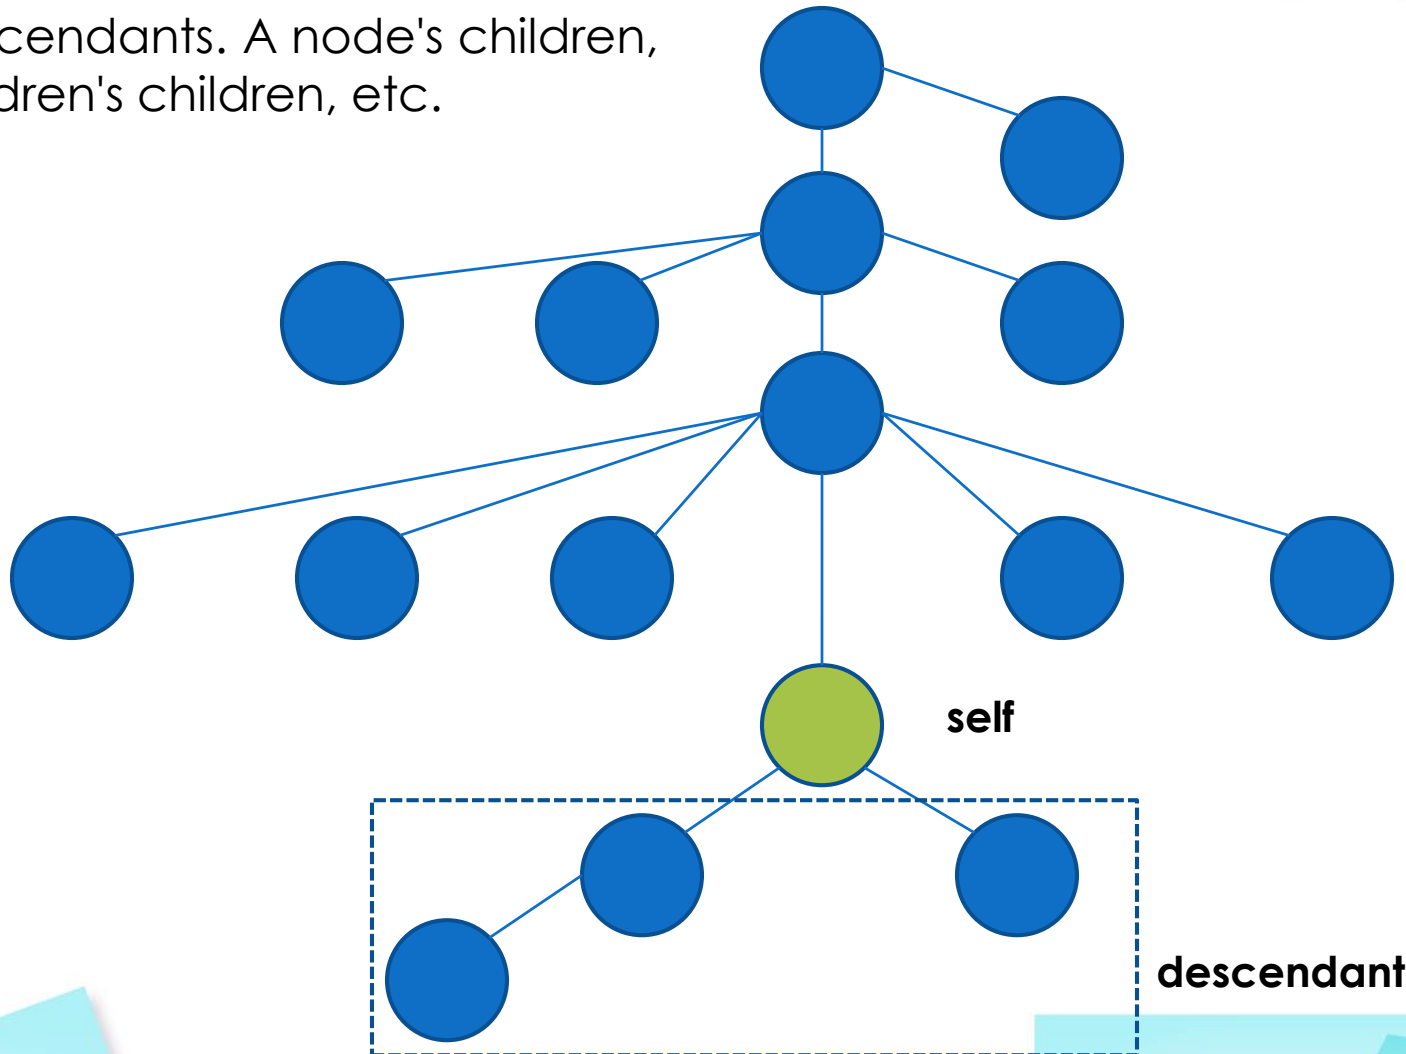 cendants. A node's children,
dren's children, etc.
self
descendant